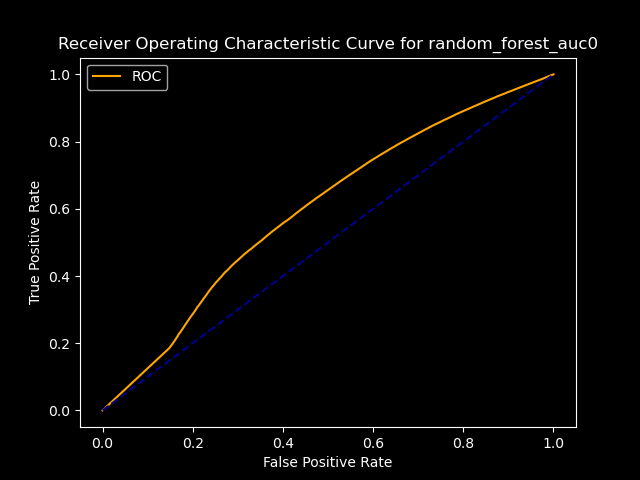 Receiver Operating Characteristic Curve for random_forest_auc0
ROC
True Positive Rate
1.0
0.8
0.6
0.4
0.2
0.0
0.0 0.2 0.4 0.6 0.8 1.0
False Positive Rate